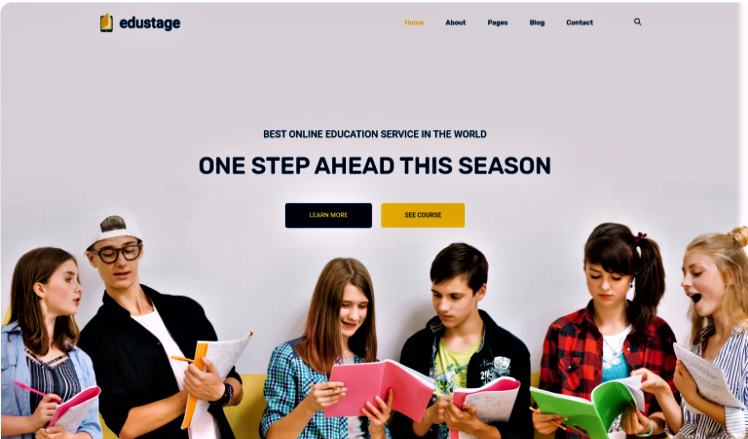 edustage
Home About Pages Blog Contact
BEST ONLINE EDUCATION SERVICE IN THE WORLD
ONE STEP AHEAD THIS SEASON
LEARN MORE SEE COURSE